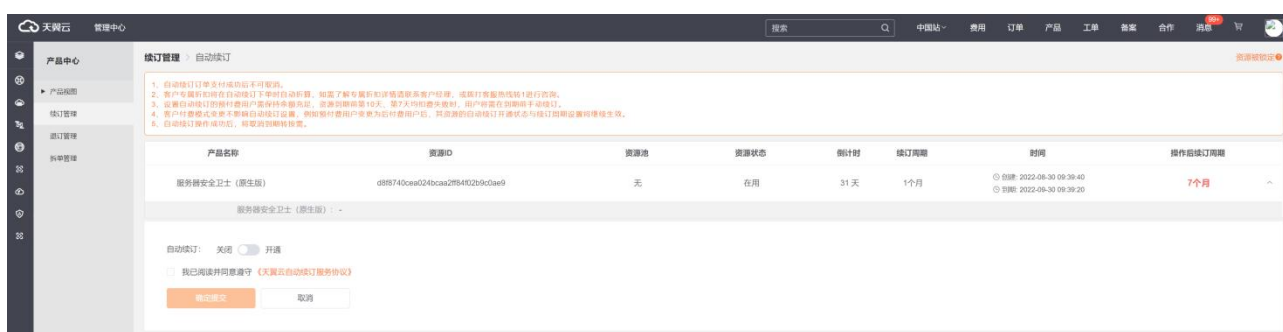 天翼云 管理中心 搜索 中国站 费用 订单 产品 工单 备案 合作 消息 99+
产品中心
产品视图
续订管理
退订管理
拆单管理
续订管理 > 自动续订 资源被锁定
1、自动续订订单支付成功后不可取消。
2、客户专属折扣将在自动续订下单时自动折算，如需了解专属折扣详情请联系客户经理，或拨打客服热线转1进行咨询。
3、设置自动续订的预付费用户需保持余额充足，资源到期前第10天、第7天均扣费失败时，用户将需在到期前手动续订。
4、客户付费模式变更不影响自动续订设置，例如预付费用户变更为后付费用户后，其资源的自动续订开通状态与续订周期设置将继续生效。
5、自动续订操作成功后，将取消到期转按需。
产品名称 资源ID 资源池 资源状态 倒计时 续订周期 时间 操作后续订周期
服务器安全卫士（原生版） d8f8740cea024bcaa2ff84f02b9c0ae9 无 在用 31 天 1个月 创建: 2022-08-30 09:39:40 7个月
到期: 2022-09-30 09:39:20
服务器安全卫士（原生版）: -
自动续订: 关闭 开通
我已阅读并同意遵守《天翼云自动续订服务协议》
确定提交 取消